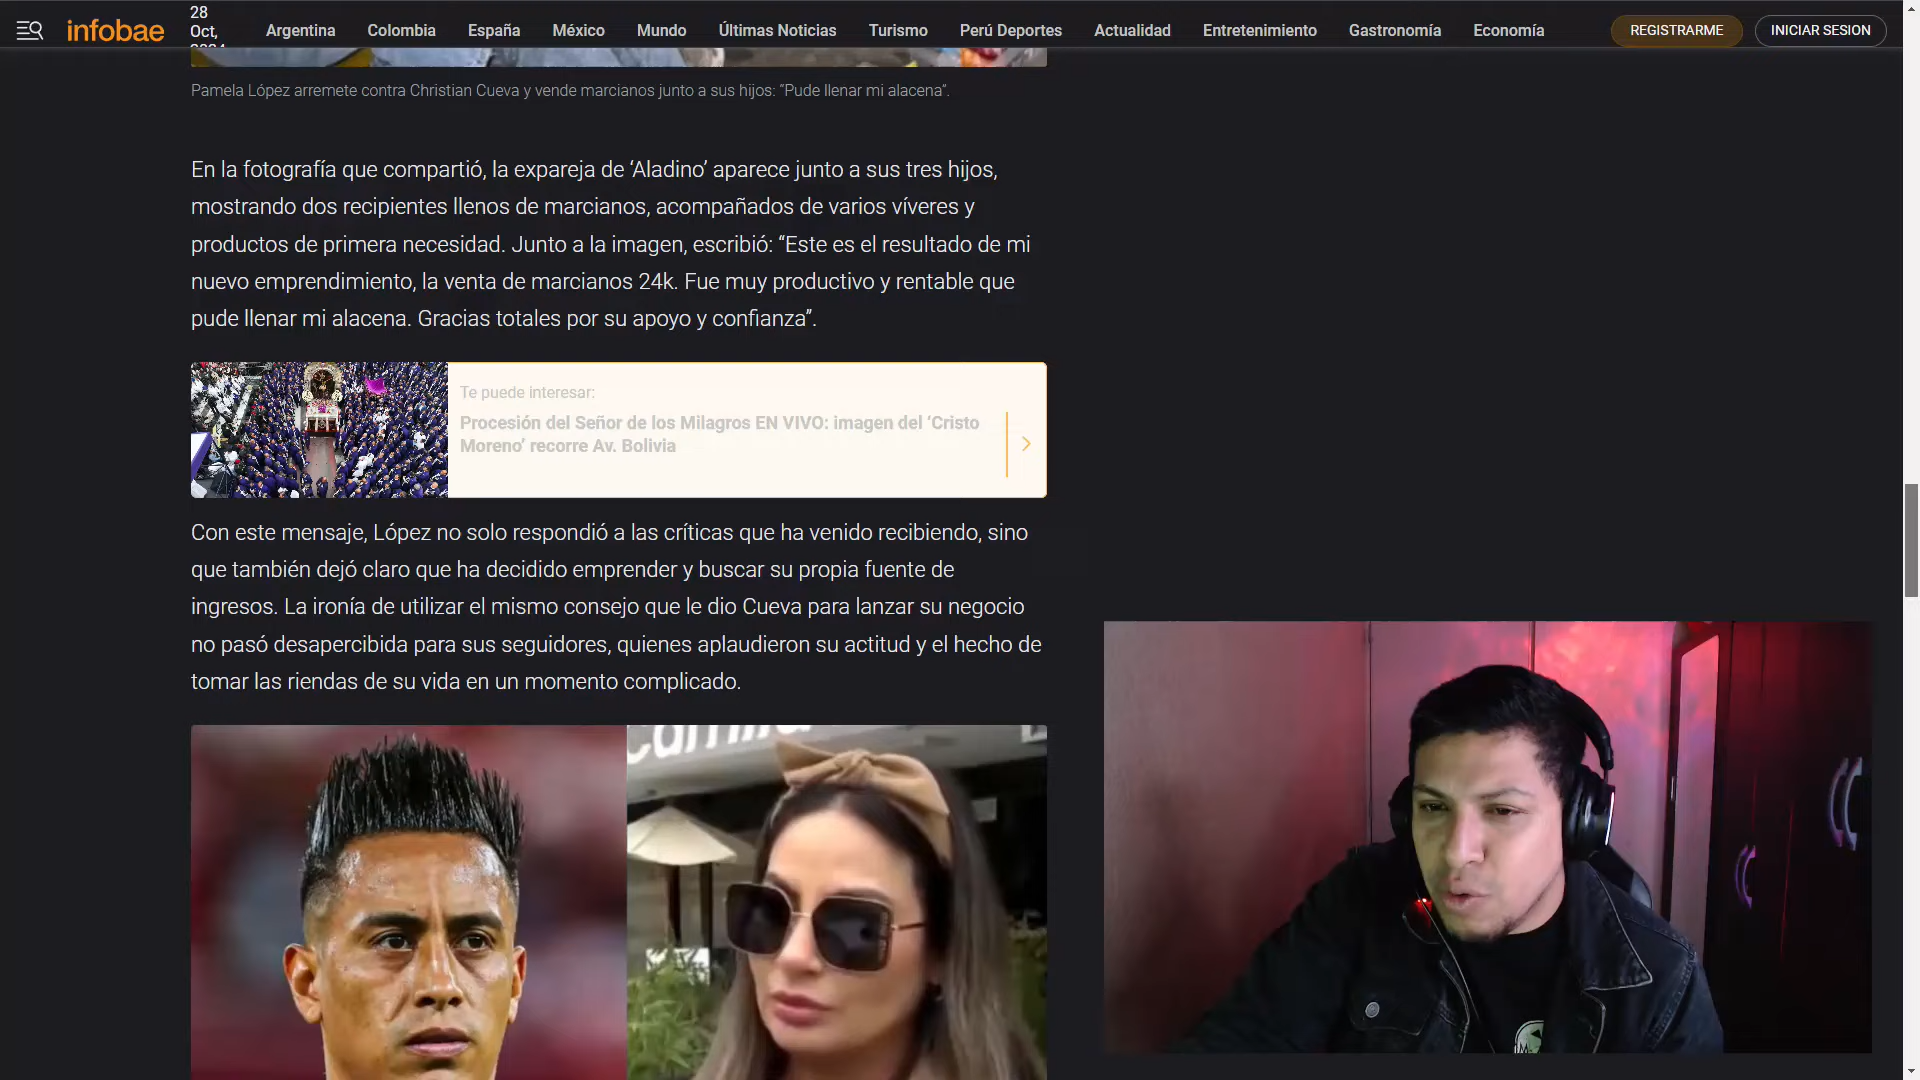 infobae
28
Oct,
Argentina
Colombia
España
México
Mundo
Últimas Noticias
Turismo
Perú Deportes
Actualidad
Entretenimiento
Gastronomía
Economía
REGISTRARME
INICIAR SESION
Pamela López arremete contra Christian Cueva y vende marcianos junto a sus hijos: “Pude llenar mi alacena”.
En la fotografía que compartió, la expareja de ‘Aladino’ aparece junto a sus tres hijos,
mostrando dos recipientes llenos de marcianos, acompañados de varios víveres y
productos de primera necesidad. Junto a la imagen, escribió: “Este es el resultado de mi
nuevo emprendimiento, la venta de marcianos 24k. Fue muy productivo y rentable que
pude llenar mi alacena. Gracias totales por su apoyo y confianza”.
Te puede interesar:
Procesión del Señor de los Milagros EN VIVO: imagen del ‘Cristo
Moreno’ recorre Av. Bolivia
Con este mensaje, López no solo respondió a las críticas que ha venido recibiendo, sino
que también dejó claro que ha decidido emprender y buscar su propia fuente de
ingresos. La ironía de utilizar el mismo consejo que le dio Cueva para lanzar su negocio
no pasó desapercibida para sus seguidores, quienes aplaudieron su actitud y el hecho de
tomar las riendas de su vida en un momento complicado.